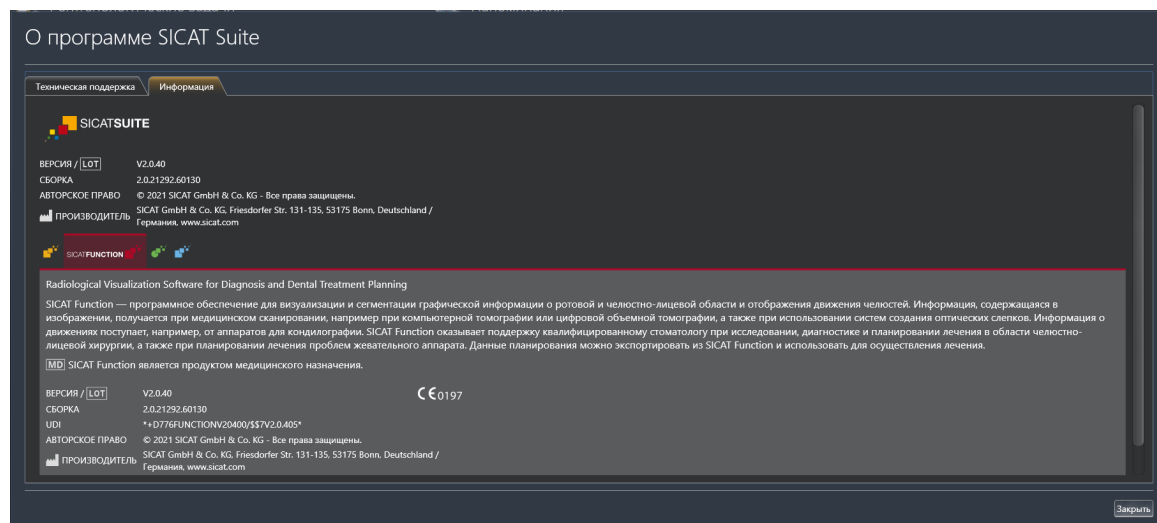 О программе SICAT Suite
Техническая поддержка
Информация
SICATSUITE
ВЕРСИЯ / LOT V2.0.40
СБОРКА 2.0.21292.60130
АВТОРСКОЕ ПРАВО © 2021 SICAT GmbH & Co. KG - Все права защищены.
ПРОИЗВОДИТЕЛЬ SICAT GmbH & Co. KG, Friesdorfer Str. 131-135, 53175 Bonn, Deutschland /
Германия, www.sicat.com
SICATFUNCTION
Radiological Visualization Software for Diagnosis and Dental Treatment Planning
SICAT Function — программное обеспечение для визуализации и сегментации графической информации о ротовой и челюстно-лицевой области и отображения движения челюстей. Информация, содержащаяся в
изображении, получается при медицинском сканировании, например при компьютерной томографии или цифровой объемной томографии, а также при использовании систем создания оптических слепков. Информация о
движениях поступает, например, от аппаратов для кондилографии. SICAT Function оказывает поддержку квалифицированному стоматологу при исследовании, диагностике и планировании лечения в области челюстно-
лицевой хирургии, а также при планировании лечения проблем жевательного аппарата. Данные планирования можно экспортировать из SICAT Function и использовать для осуществления лечения.
MD SICAT Function является продуктом медицинского назначения.
ВЕРСИЯ / LOT V2.0.40 CE0197
СБОРКА 2.0.21292.60130
UDI *+D776FUNCTIONV20400/$$7V2.0.405*
АВТОРСКОЕ ПРАВО © 2021 SICAT GmbH & Co. KG - Все права защищены.
ПРОИЗВОДИТЕЛЬ SICAT GmbH & Co. KG, Friesdorfer Str. 131-135, 53175 Bonn, Deutschland /
Германия, www.sicat.com
Закрыть